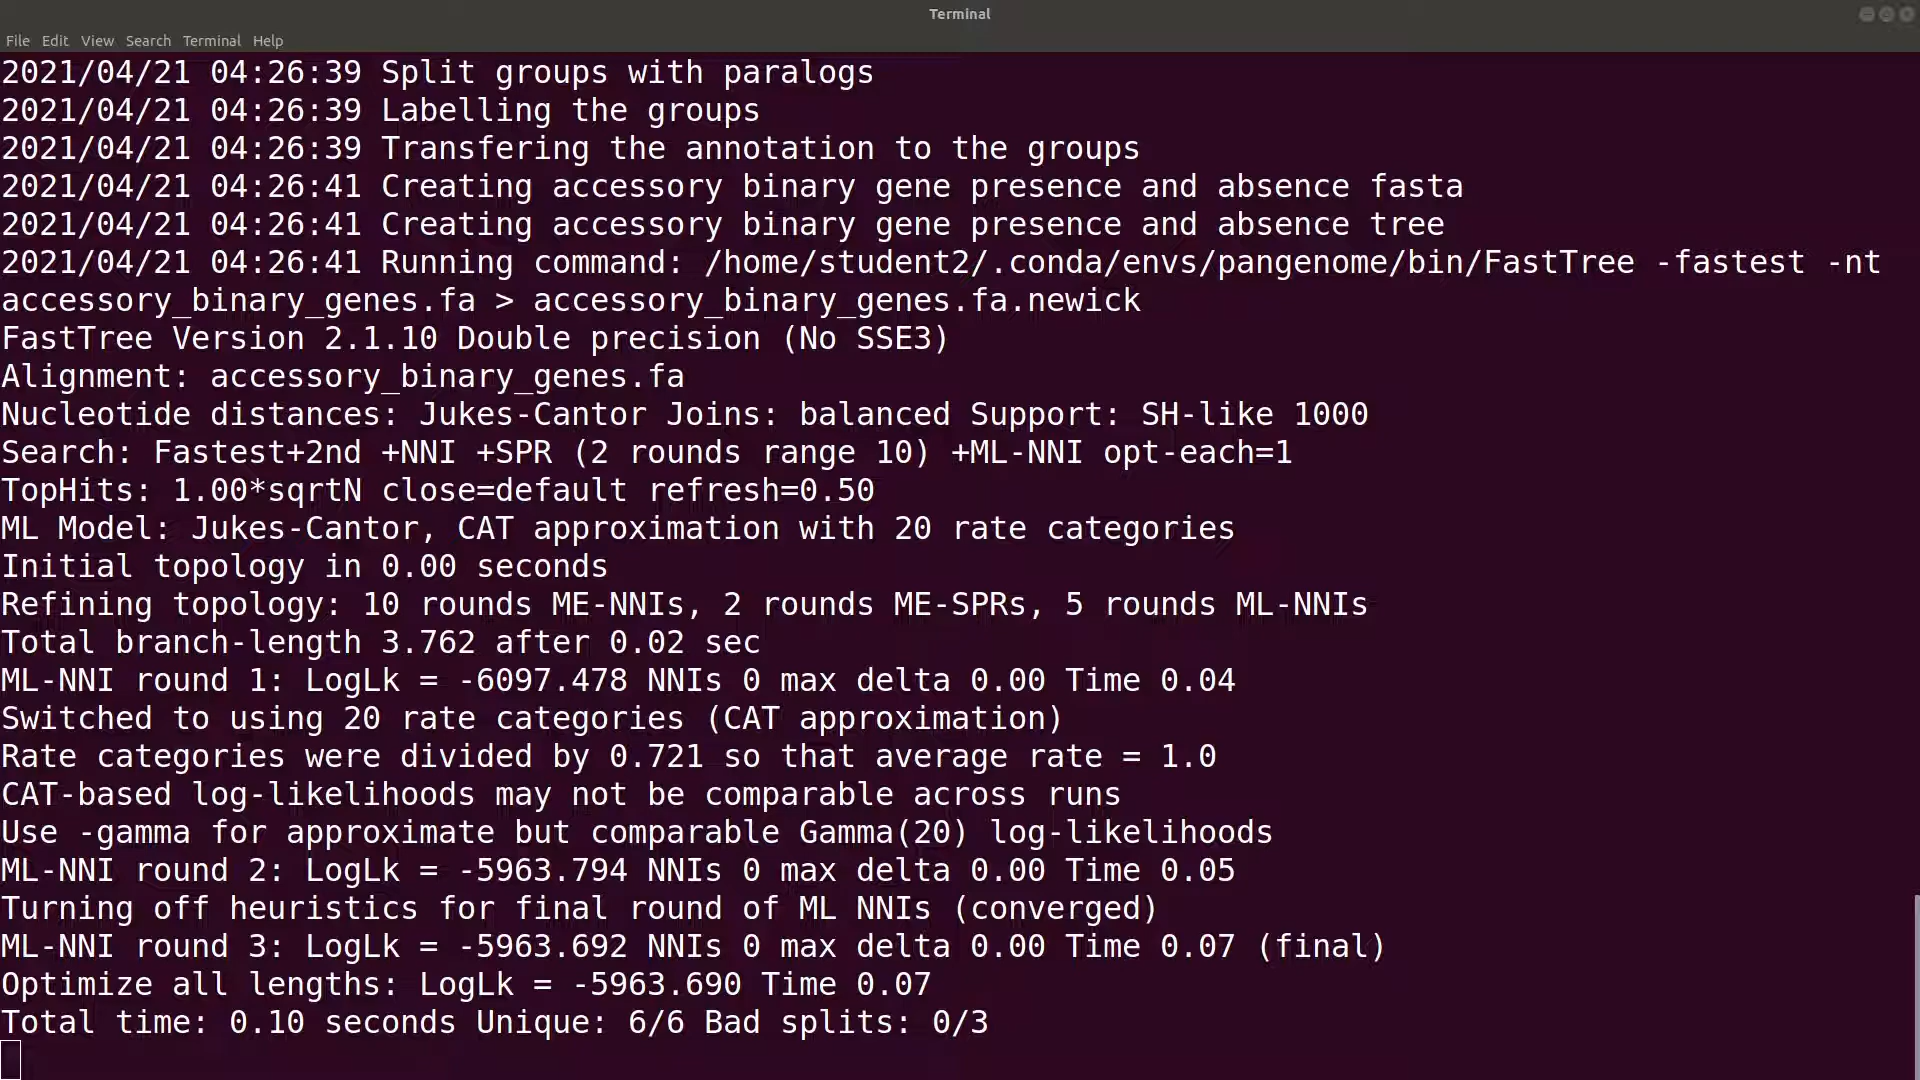 Terminal
File Edit View Search Terminal Help
2021/04/21 04:26:39 Split groups with paralogs
2021/04/21 04:26:39 Labelling the groups
2021/04/21 04:26:39 Transfering the annotation to the groups
2021/04/21 04:26:41 Creating accessory binary gene presence and absence fasta
2021/04/21 04:26:41 Creating accessory binary gene presence and absence tree
2021/04/21 04:26:41 Running command: /home/student2/.conda/envs/pangenome/bin/FastTree -fastest -nt
accessory_binary_genes.fa > accessory_binary_genes.fa.newick
FastTree Version 2.1.10 Double precision (No SSE3)
Alignment: accessory_binary_genes.fa
Nucleotide distances: Jukes-Cantor Joins: balanced Support: SH-like 1000
Search: Fastest+2nd +NNI +SPR (2 rounds range 10) +ML-NNI opt-each=1
TopHits: 1.00*sqrtN close=default refresh=0.50
ML Model: Jukes-Cantor, CAT approximation with 20 rate categories
Initial topology in 0.00 seconds
Refining topology: 10 rounds ME-NNIs, 2 rounds ME-SPRs, 5 rounds ML-NNIs
Total branch-length 3.762 after 0.02 sec
ML-NNI round 1: LogLk = -6097.478 NNIs 0 max delta 0.00 Time 0.04
Switched to using 20 rate categories (CAT approximation)
Rate categories were divided by 0.721 so that average rate = 1.0
CAT-based log-likelihoods may not be comparable across runs
Use -gamma for approximate but comparable Gamma(20) log-likelihoods
ML-NNI round 2: LogLk = -5963.794 NNIs 0 max delta 0.00 Time 0.05
Turning off heuristics for final round of ML NNIs (converged)
ML-NNI round 3: LogLk = -5963.692 NNIs 0 max delta 0.00 Time 0.07 (final)
Optimize all lengths: LogLk = -5963.690 Time 0.07
Total time: 0.10 seconds Unique: 6/6 Bad splits: 0/3